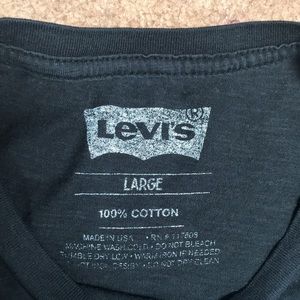 Levi's®
LARGE
100% COTTON
MADE IN USA • RN #
MACHINE WASH COLD • DO NOT BLEACH
TUMBLE DRY LOW • WARM IRON IF NEEDED
DO NOT DRY CLEAN